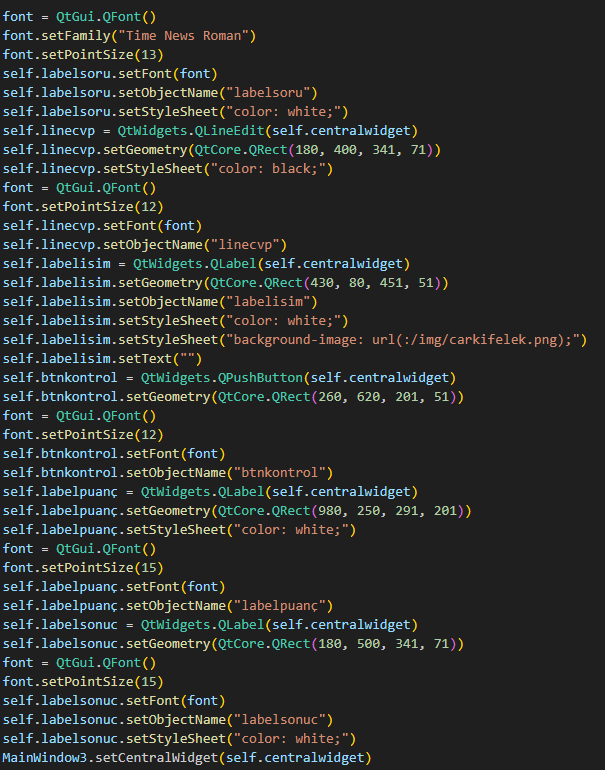 font = QtGui.QFont()
font.setFamily("Time News Roman")
font.setPointSize(13)
self.labelsoru.setFont(font)
self.labelsoru.setObjectName("labelsoru")
self.labelsoru.setStyleSheet("color: white;")
self.linecvp = QtWidgets.QLineEdit(self.centralwidget)
self.linecvp.setGeometry(QtCore.QRect(180, 400, 341, 71))
self.linecvp.setStyleSheet("color: black;")
font = QtGui.QFont()
font.setPointSize(12)
self.linecvp.setFont(font)
self.linecvp.setObjectName("linecvp")
self.labelisim = QtWidgets.QLabel(self.centralwidget)
self.labelisim.setGeometry(QtCore.QRect(430, 80, 451, 51))
self.labelisim.setObjectName("labelisim")
self.labelisim.setStyleSheet("color: white;")
self.labelisim.setStyleSheet("background-image: url(:/img/carkifelek.png);")
self.labelisim.setText("")
self.btnkontrol = QtWidgets.QPushButton(self.centralwidget)
self.btnkontrol.setGeometry(QtCore.QRect(260, 620, 201, 51))
font = QtGui.QFont()
font.setPointSize(12)
self.btnkontrol.setFont(font)
self.btnkontrol.setObjectName("btnkontrol")
self.labelpuanç = QtWidgets.QLabel(self.centralwidget)
self.labelpuanç.setGeometry(QtCore.QRect(980, 250, 291, 201))
self.labelpuanç.setStyleSheet("color: white;")
font = QtGui.QFont()
font.setPointSize(15)
self.labelpuanç.setFont(font)
self.labelpuanç.setObjectName("labelpuanç")
self.labelsonuc = QtWidgets.QLabel(self.centralwidget)
self.labelsonuc.setGeometry(QtCore.QRect(180, 500, 341, 71))
font = QtGui.QFont()
font.setPointSize(15)
self.labelsonuc.setFont(font)
self.labelsonuc.setObjectName("labelsonuc")
self.labelsonuc.setStyleSheet("color: white;")
MainWindow3.setCentralWidget(self.centralwidget)